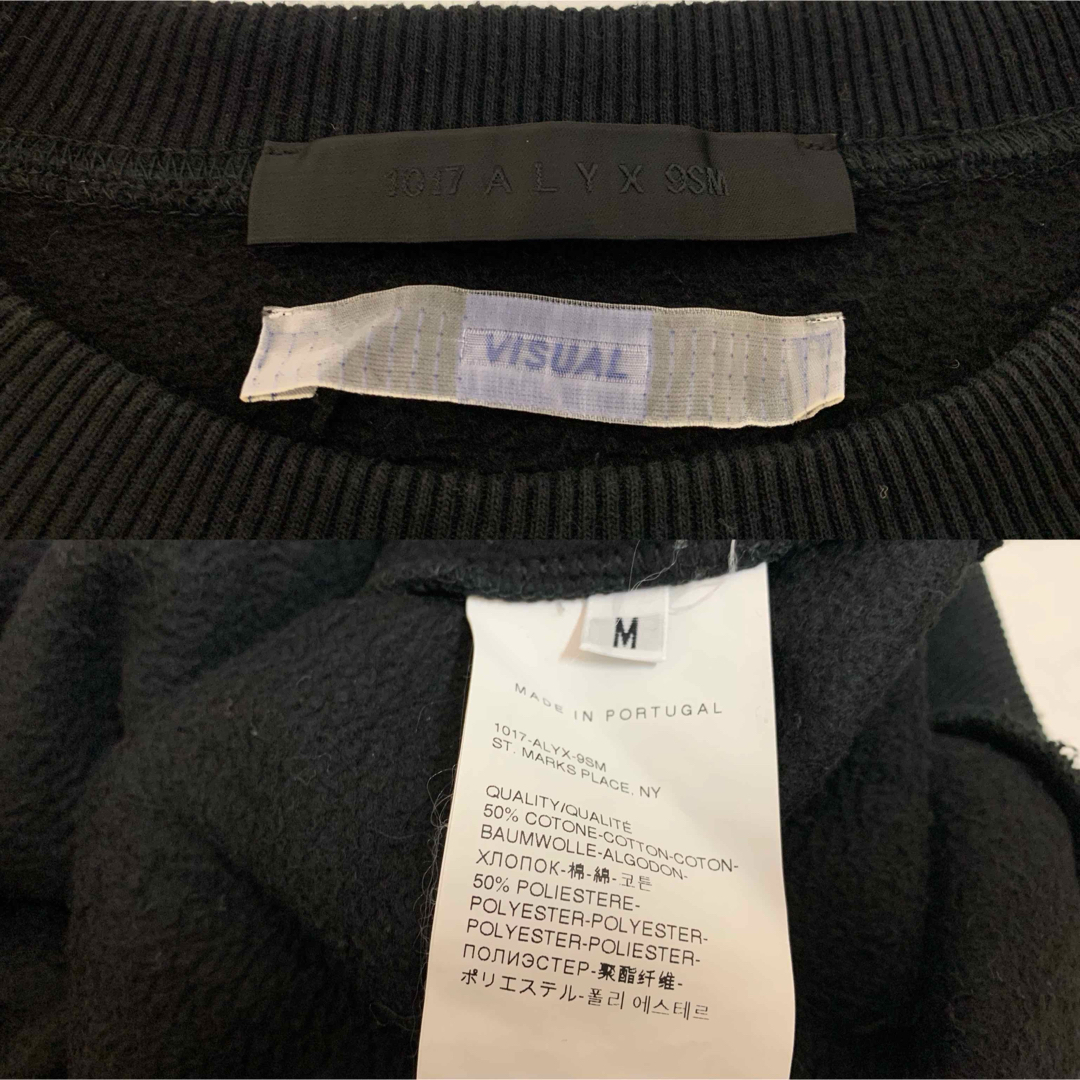 1017 A L Y X 9SM
VISUAL
M
MADE IN PORTUGAL
1017-ALYX-9SM
ST. MARKS PLACE, NY
QUALITY/QUALITÉ
50% COTONE-COTTON-COTON-
BAUMWOLLE-ALGODON-
ХЛОПОК-棉-綿-코튼
50% POLIESTERE-
POLYESTER-POLYESTER-
POLYESTER-POLIESTER-
ПОЛИЭСТЕР-聚酯纤维-
ポリエステル-폴리 에스테르